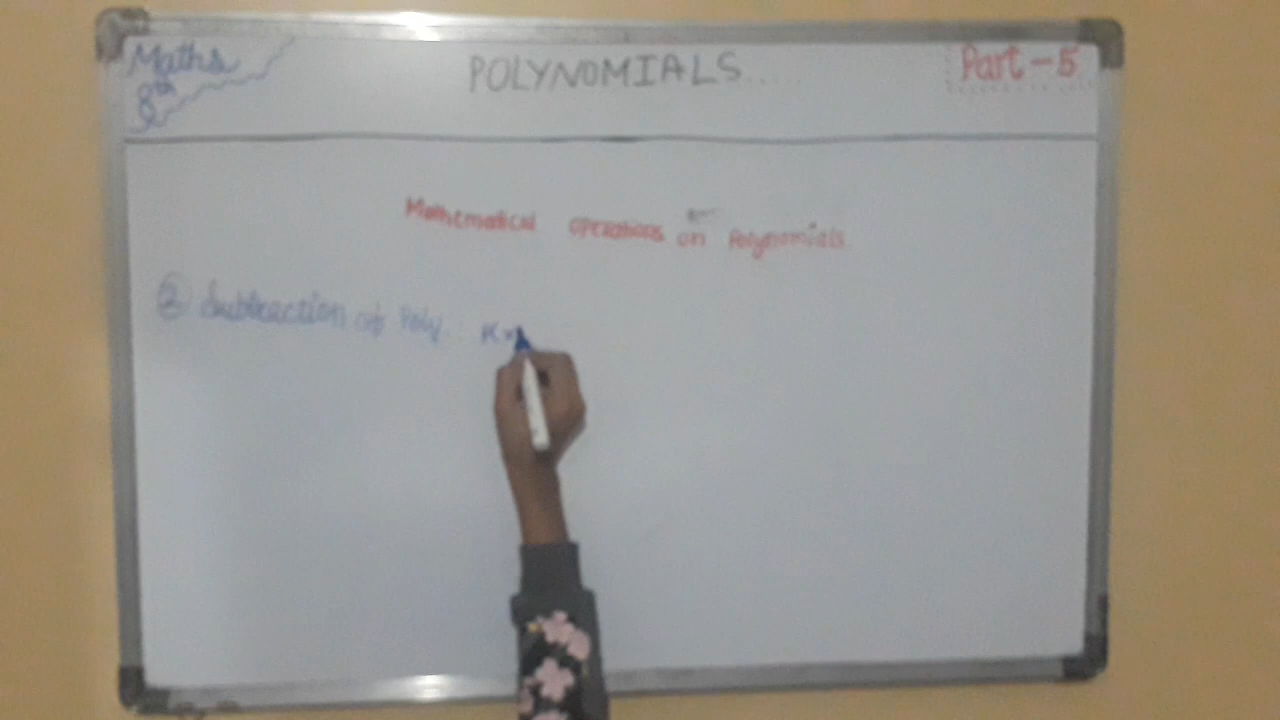 Maths
8th
POLYNOMIALS.....
Part-5
Mathematical operations on Polynomials
② Subtraction of Poly.